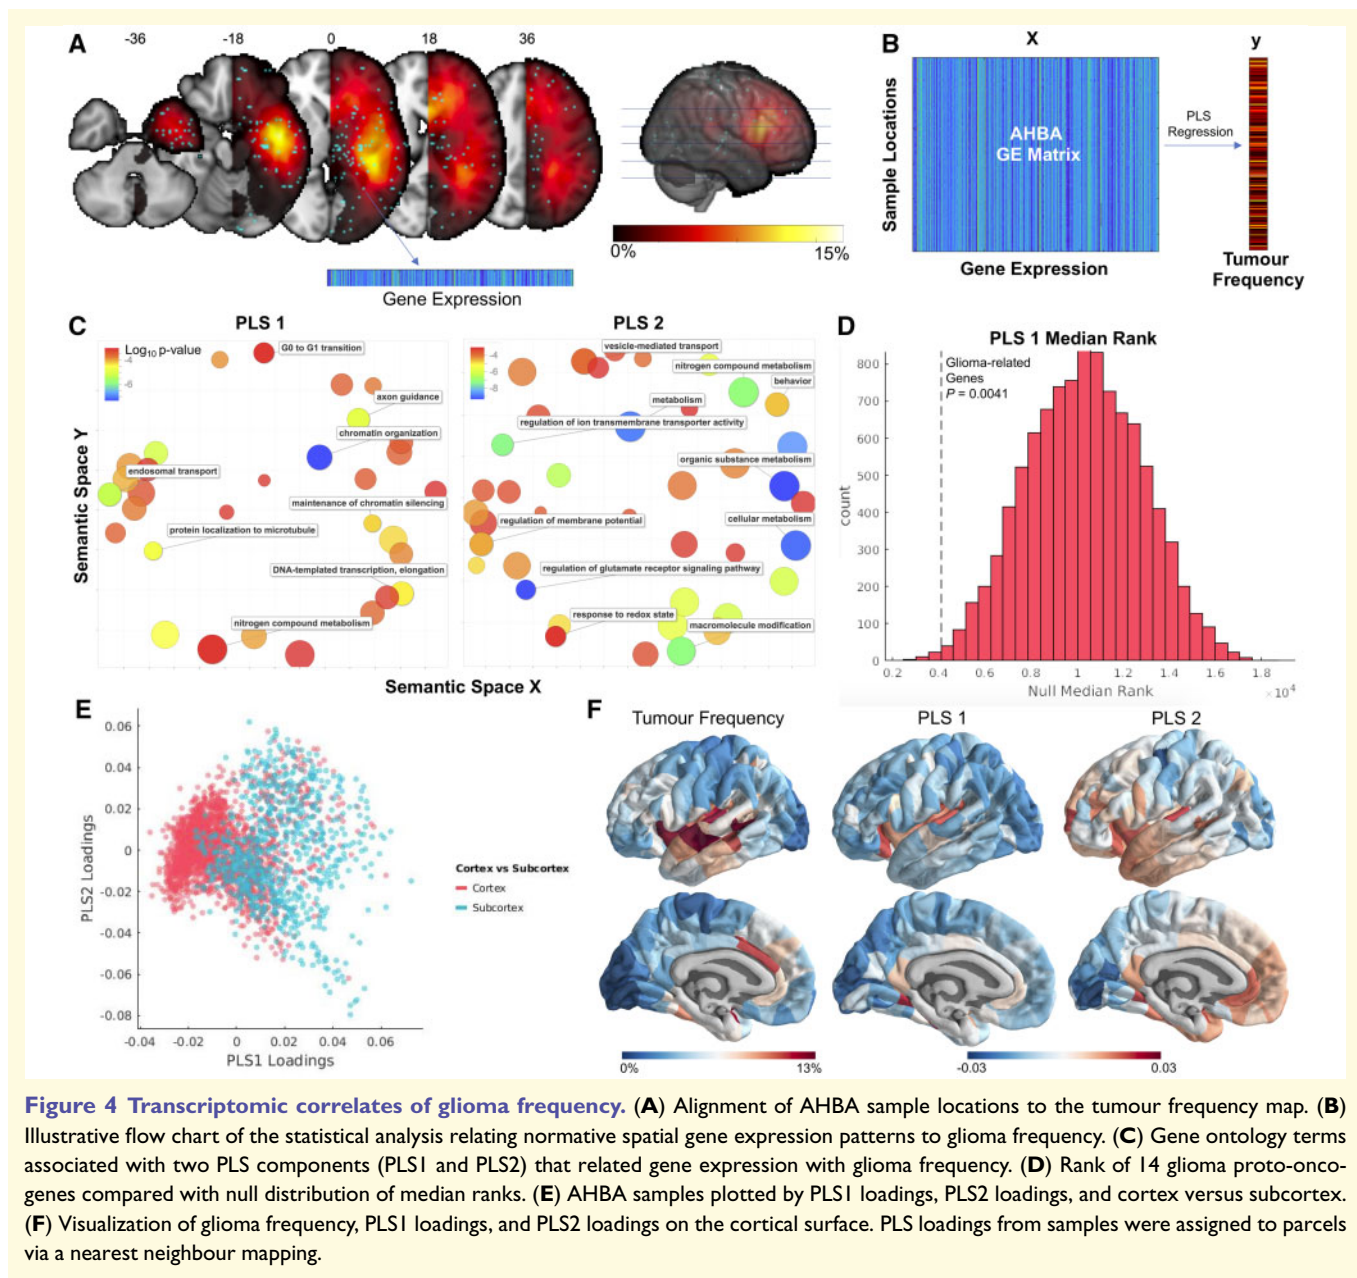 A
-36
-18
0
18
36
0%
15%
Gene Expression
B
X
y
Sample Locations
AHBA
GE Matrix
PLS
Regression
Gene Expression
Tumour
Frequency
C
PLS 1
PLS 2
Semantic Space Y
Log10 p-value
-4
-6
G0 to G1 transition
axon guidance
chromatin organization
endosomal transport
maintenance of chromatin silencing
protein localization to microtubule
DNA-templated transcription, elongation
nitrogen compound metabolism
-4
-6
-8
vesicle-mediated transport
nitrogen compound metabolism
behavior
metabolism
regulation of ion transmembrane transporter activity
organic substance metabolism
regulation of membrane potential
cellular metabolism
regulation of glutamate receptor signaling pathway
response to redox state
macromolecule modification
Semantic Space X
D
PLS 1 Median Rank
Glioma-related
Genes
P = 0.0041
count
800
700
600
500
400
300
200
100
0
0.2
0.4
0.6
0.8
1
1.2
1.4
1.6
1.8
Null Median Rank
×10⁴
E
PLS2 Loadings
0.06
0.04
0.02
0
-0.02
-0.04
-0.06
-0.08
-0.04
-0.02
0
0.02
0.04
0.06
PLS1 Loadings
Cortex vs Subcortex
Cortex
Subcortex
F
Tumour Frequency
PLS 1
PLS 2
0%
13%
-0.03
0.03
Figure 4 Transcriptomic correlates of glioma frequency. (A) Alignment of AHBA sample locations to the tumour frequency map. (B)
Illustrative flow chart of the statistical analysis relating normative spatial gene expression patterns to glioma frequency. (C) Gene ontology terms
associated with two PLS components (PLS1 and PLS2) that related gene expression with glioma frequency. (D) Rank of 14 glioma proto-onco-
genes compared with null distribution of median ranks. (E) AHBA samples plotted by PLS1 loadings, PLS2 loadings, and cortex versus subcortex.
(F) Visualization of glioma frequency, PLS1 loadings, and PLS2 loadings on the cortical surface. PLS loadings from samples were assigned to parcels
via a nearest neighbour mapping.